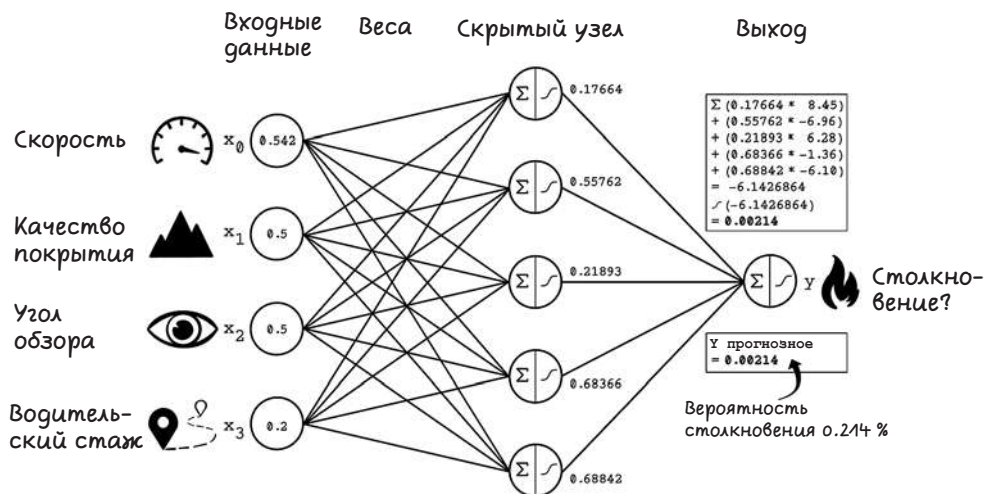 Входные
данные
Веса
Скрытый узел
Выход
Скорость
x0
0.542
Качество
покрытия
x1
0.5
Угол
обзора
x2
0.5
Водитель-
ский стаж
x3
0.2
Σ
0.17664
Σ
0.55762
Σ
0.21893
Σ
0.68366
Σ
0.68842
Σ (0.17664 * 8.45)
+ (0.55762 * -6.96)
+ (0.21893 * 6.28)
+ (0.68366 * -1.36)
+ (0.68842 * -6.10)
= -6.1426864
(-6.1426864)
= 0.00214
Σ
y
Столкно-
вение?
Y прогнозное
= 0.00214
Вероятность
столкновения 0.214 %